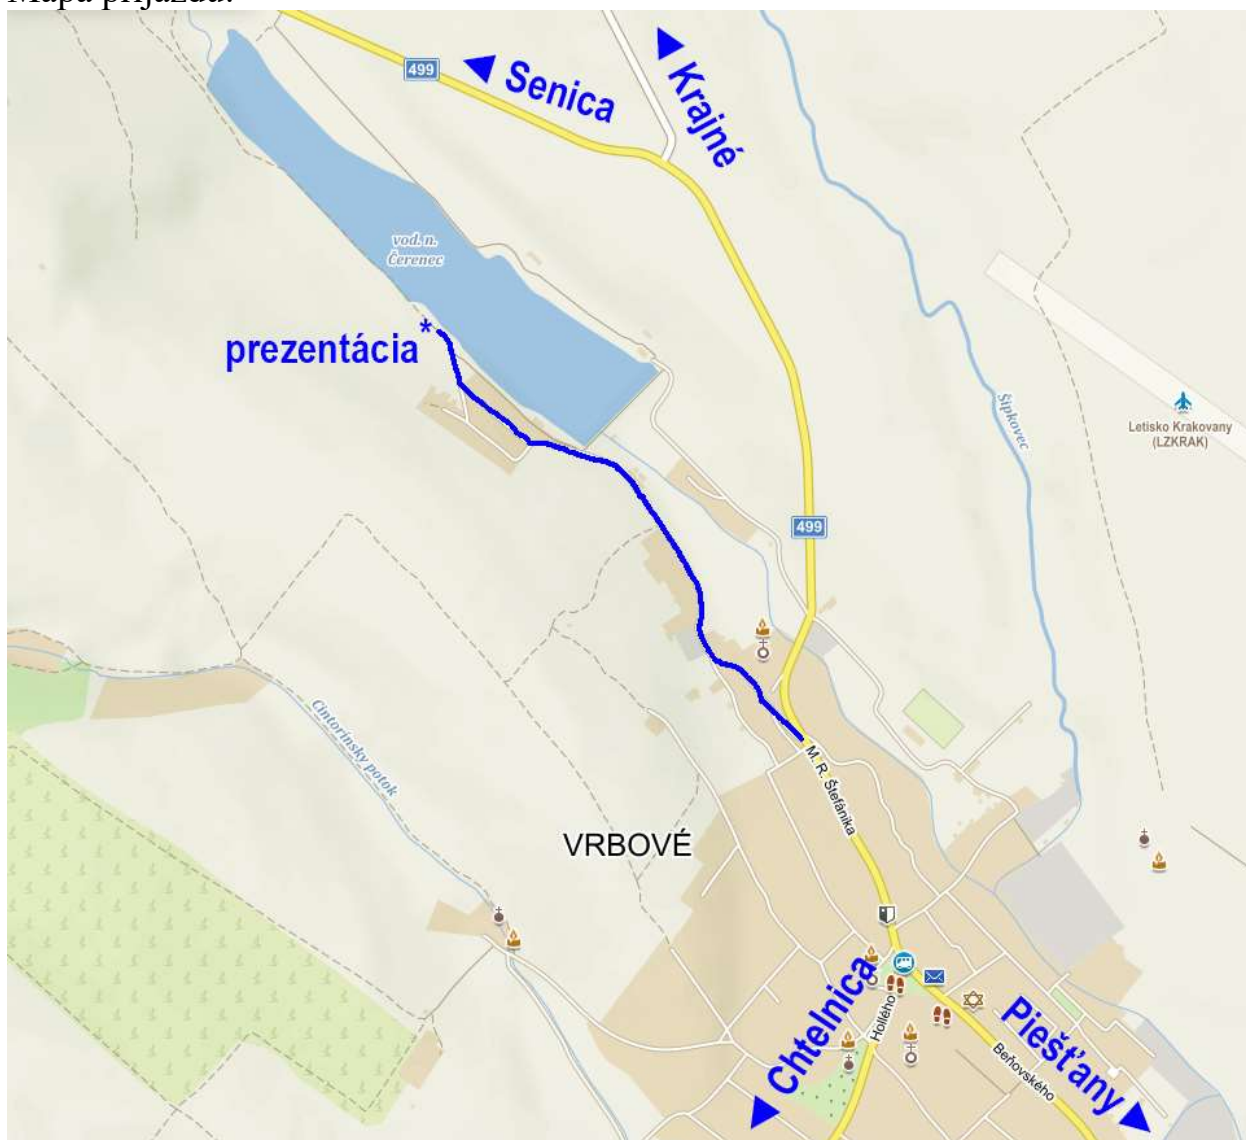 Mapa príjazdu:
499
Senica
Krajné
vod. n.
Čerenec
prezentácia
*
Šípkovec
Letisko Krakovany
(LZKRAK)
499
Cintorínsky potok
M. R. Štefánika
VRBOVÉ
Chtelnica
Hollého
Piešťany
Beňovského